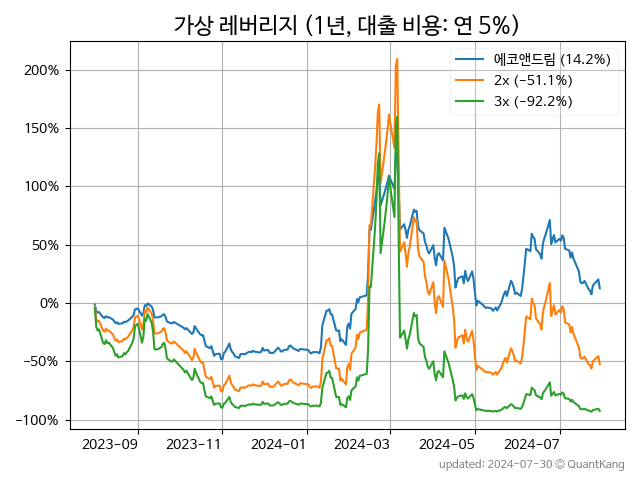 가상 레버리지 (1년, 대출 비용: 연 5%)
에코앤드림 (14.2%)
2x (−51.1%)
3x (−92.2%)
200%
150%
100%
50%
0%
−50%
−100%
2023-09
2023-11
2024-01
2024-03
2024-05
2024-07
updated: 2024-07-30 © QuantKang